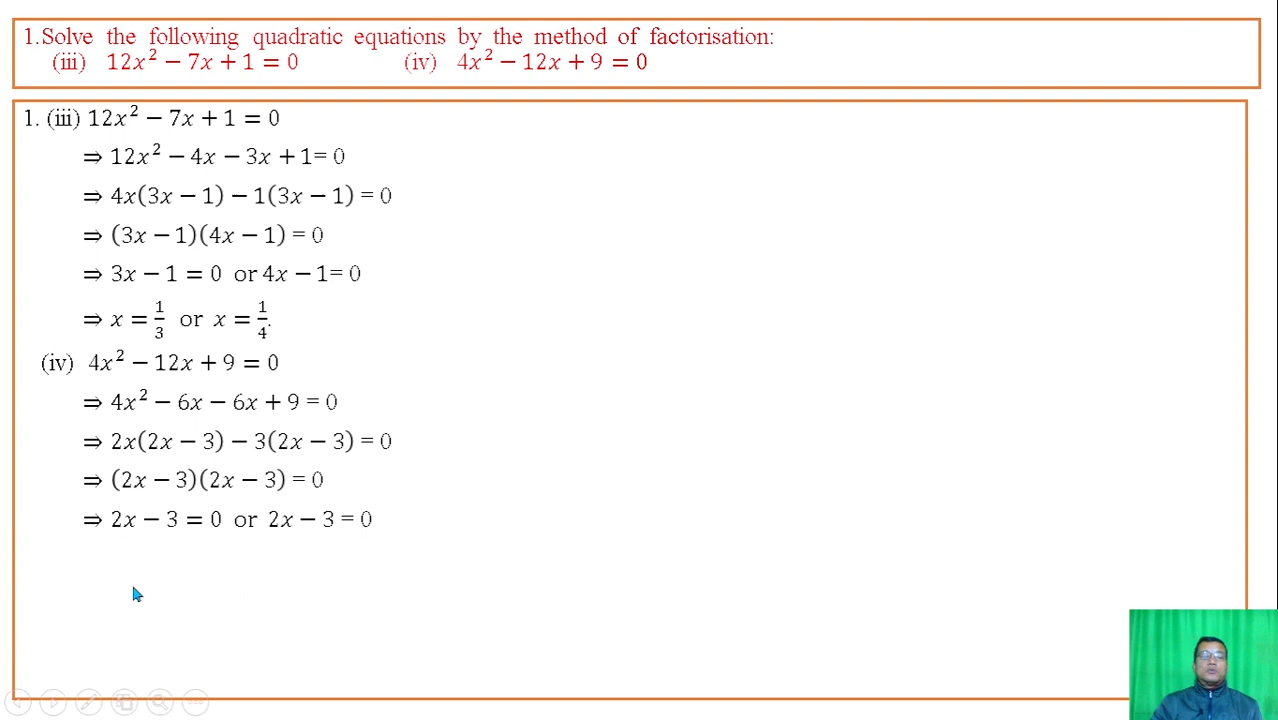 1.Solve the following quadratic equations by the method of factorisation:
(iii) 12x² − 7x + 1 = 0 (iv) 4x² − 12x + 9 = 0
1. (iii) 12x² − 7x + 1 = 0
⇒ 12x² − 4x − 3x + 1= 0
⇒ 4x(3x − 1) − 1(3x − 1) = 0
⇒ (3x − 1)(4x − 1) = 0
⇒ 3x − 1 = 0 or 4x − 1= 0
⇒ x = 1/3 or x = 1/4.
(iv) 4x² − 12x + 9 = 0
⇒ 4x² − 6x − 6x + 9 = 0
⇒ 2x(2x − 3) − 3(2x − 3) = 0
⇒ (2x − 3)(2x − 3) = 0
⇒ 2x − 3 = 0 or 2x − 3 = 0